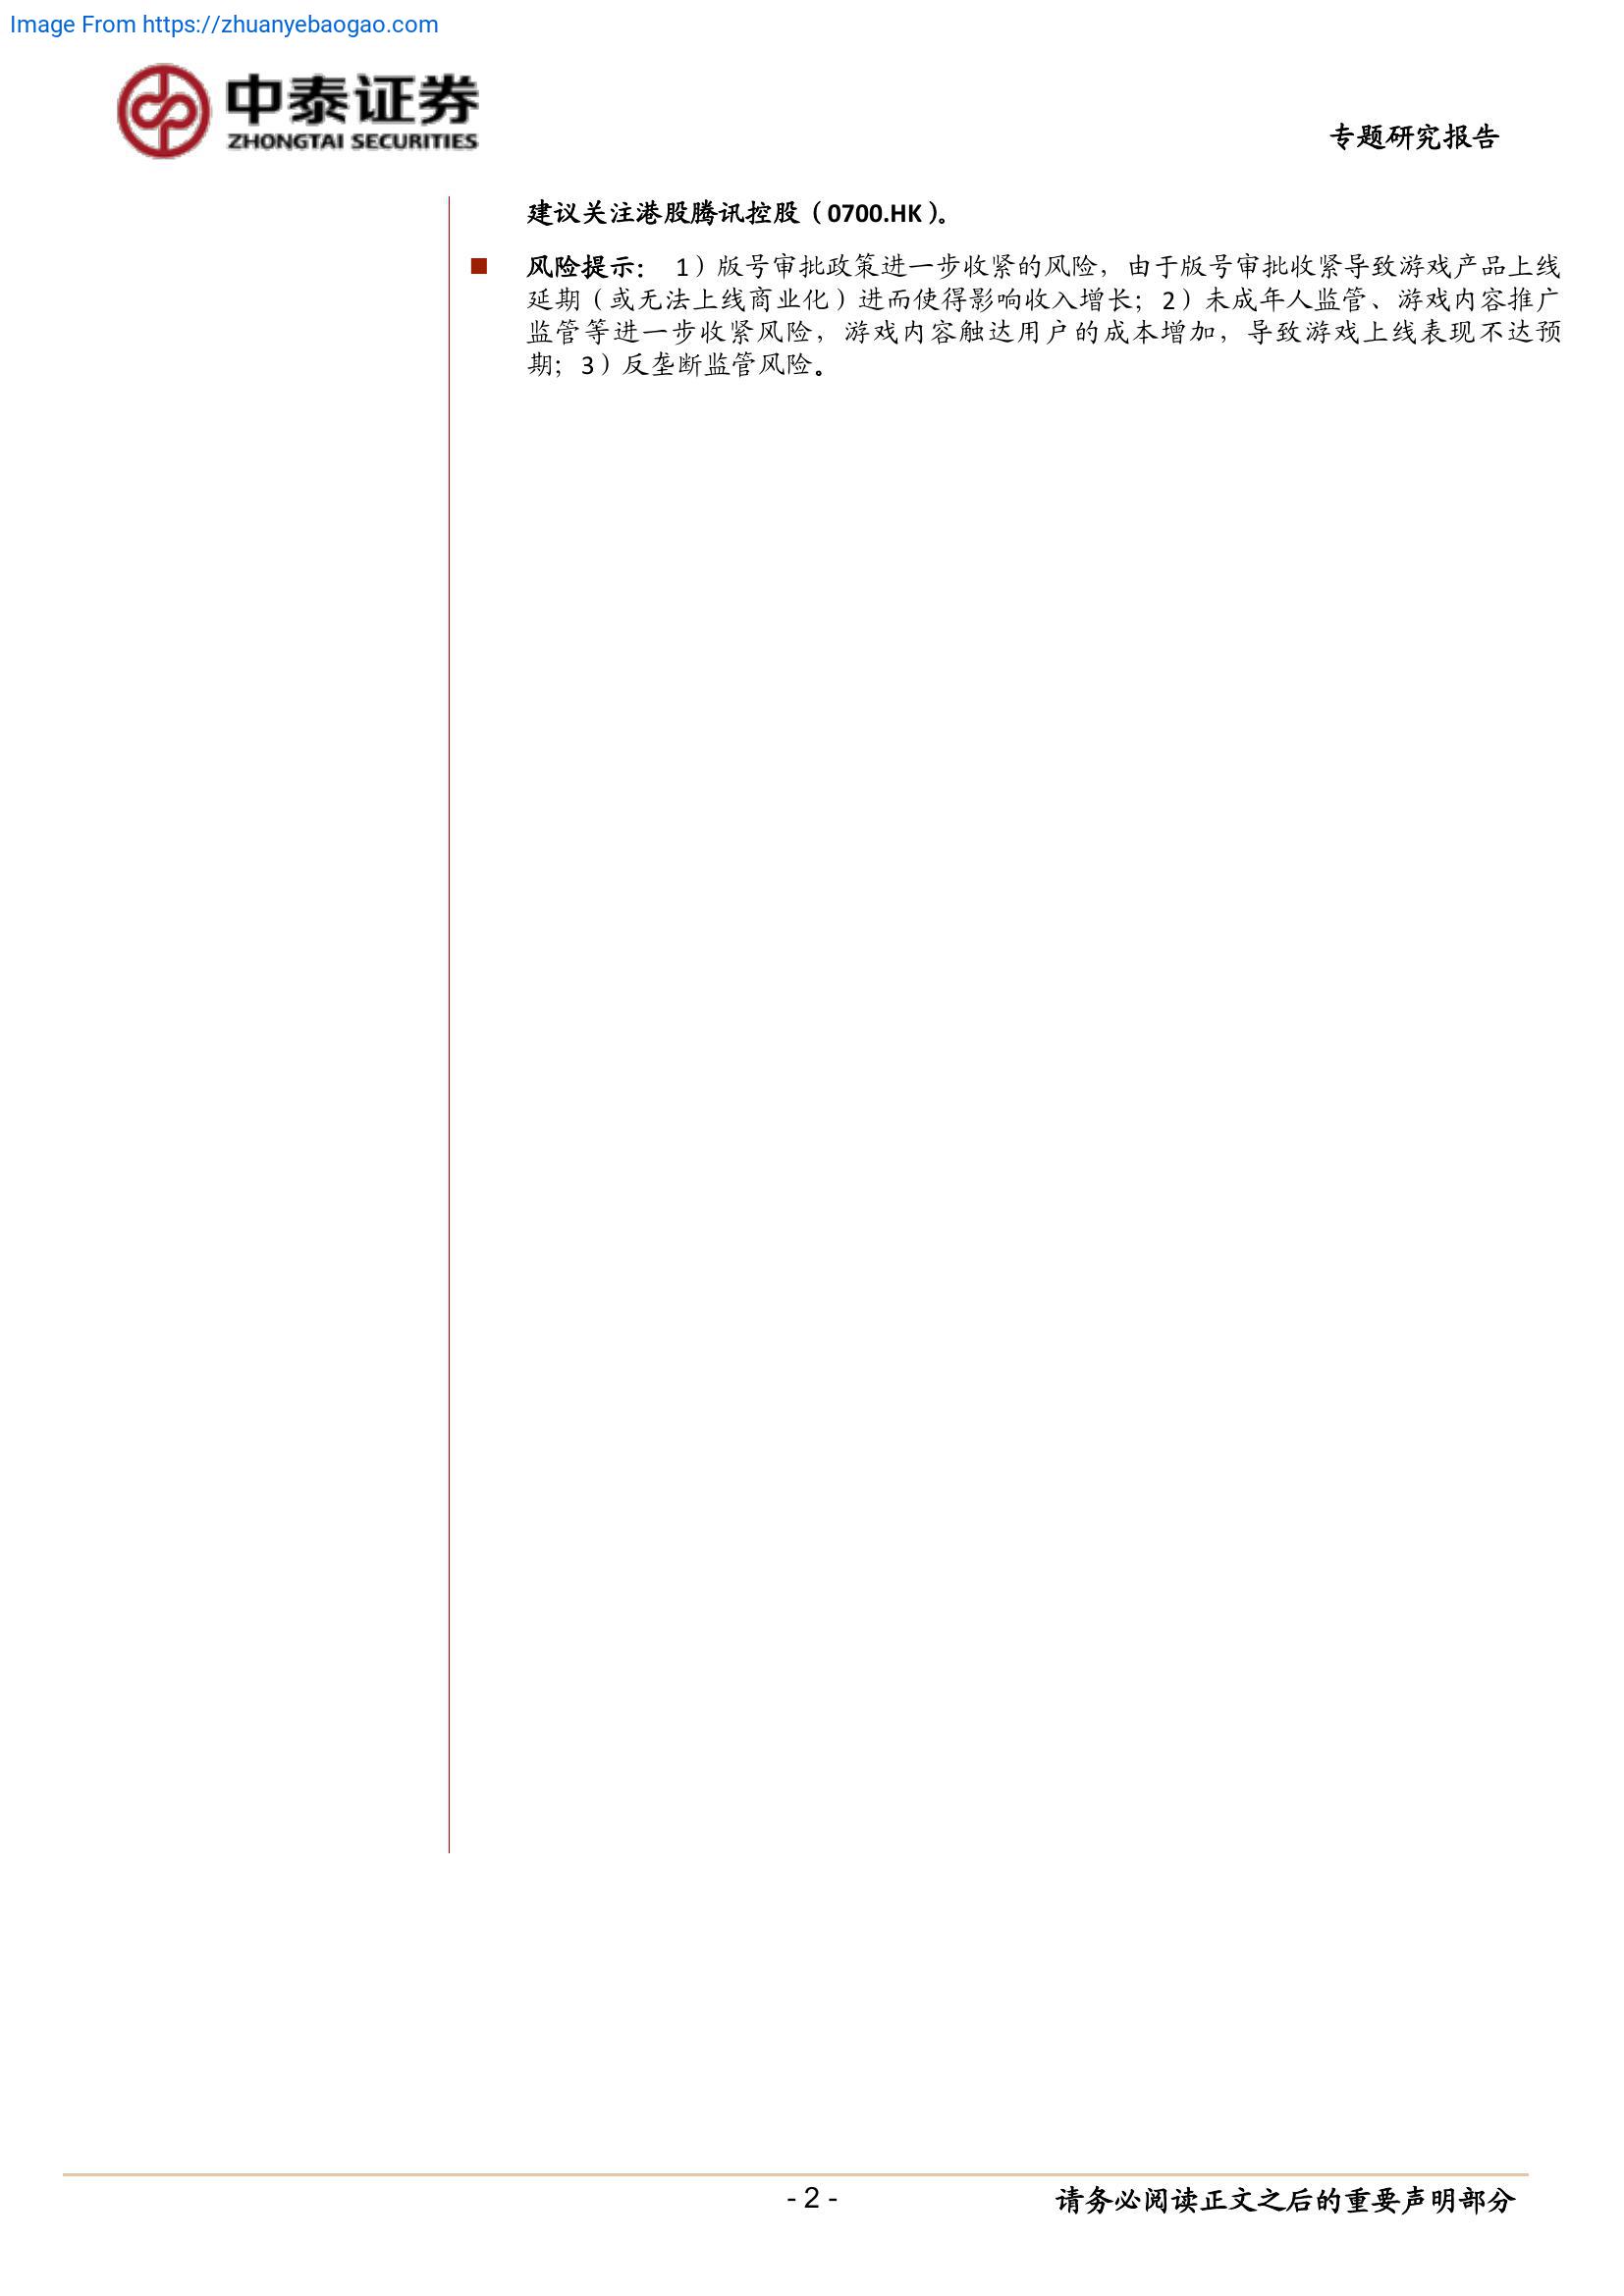 Image From https://zhuanyebaogao.com
中泰证券
ZHONGTAI SECURITIES
专题研究报告
建议关注港股腾讯控股（0700.HK）。
■ 风险提示： 1）版号审批政策进一步收紧的风险，由于版号审批收紧导致游戏产品上线
延期（或无法上线商业化）进而使得影响收入增长；2）未成年人监管、游戏内容推广
监管等进一步收紧风险，游戏内容触达用户的成本增加，导致游戏上线表现不达预
期；3）反垄断监管风险。
- 2 -
请务必阅读正文之后的重要声明部分